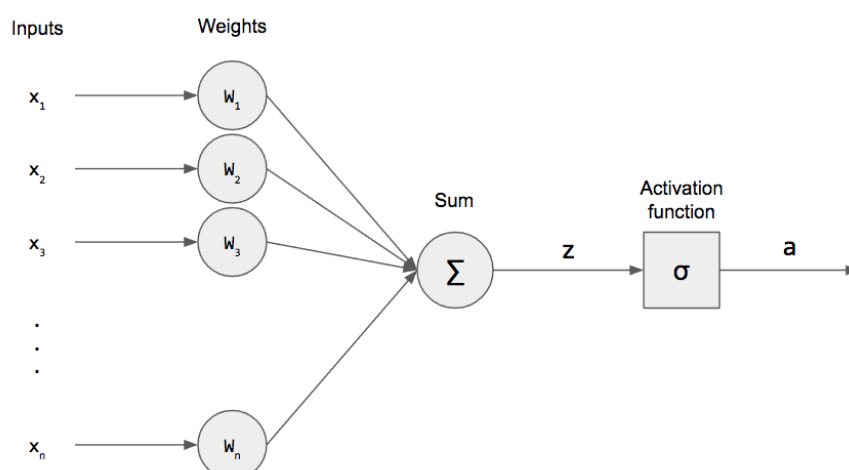 Inputs
Weights
x₁
W₁
x₂
W₂
Activation
function
Sum
x₃
W₃
Σ
z
σ
a
.
.
.
xₙ
Wₙ